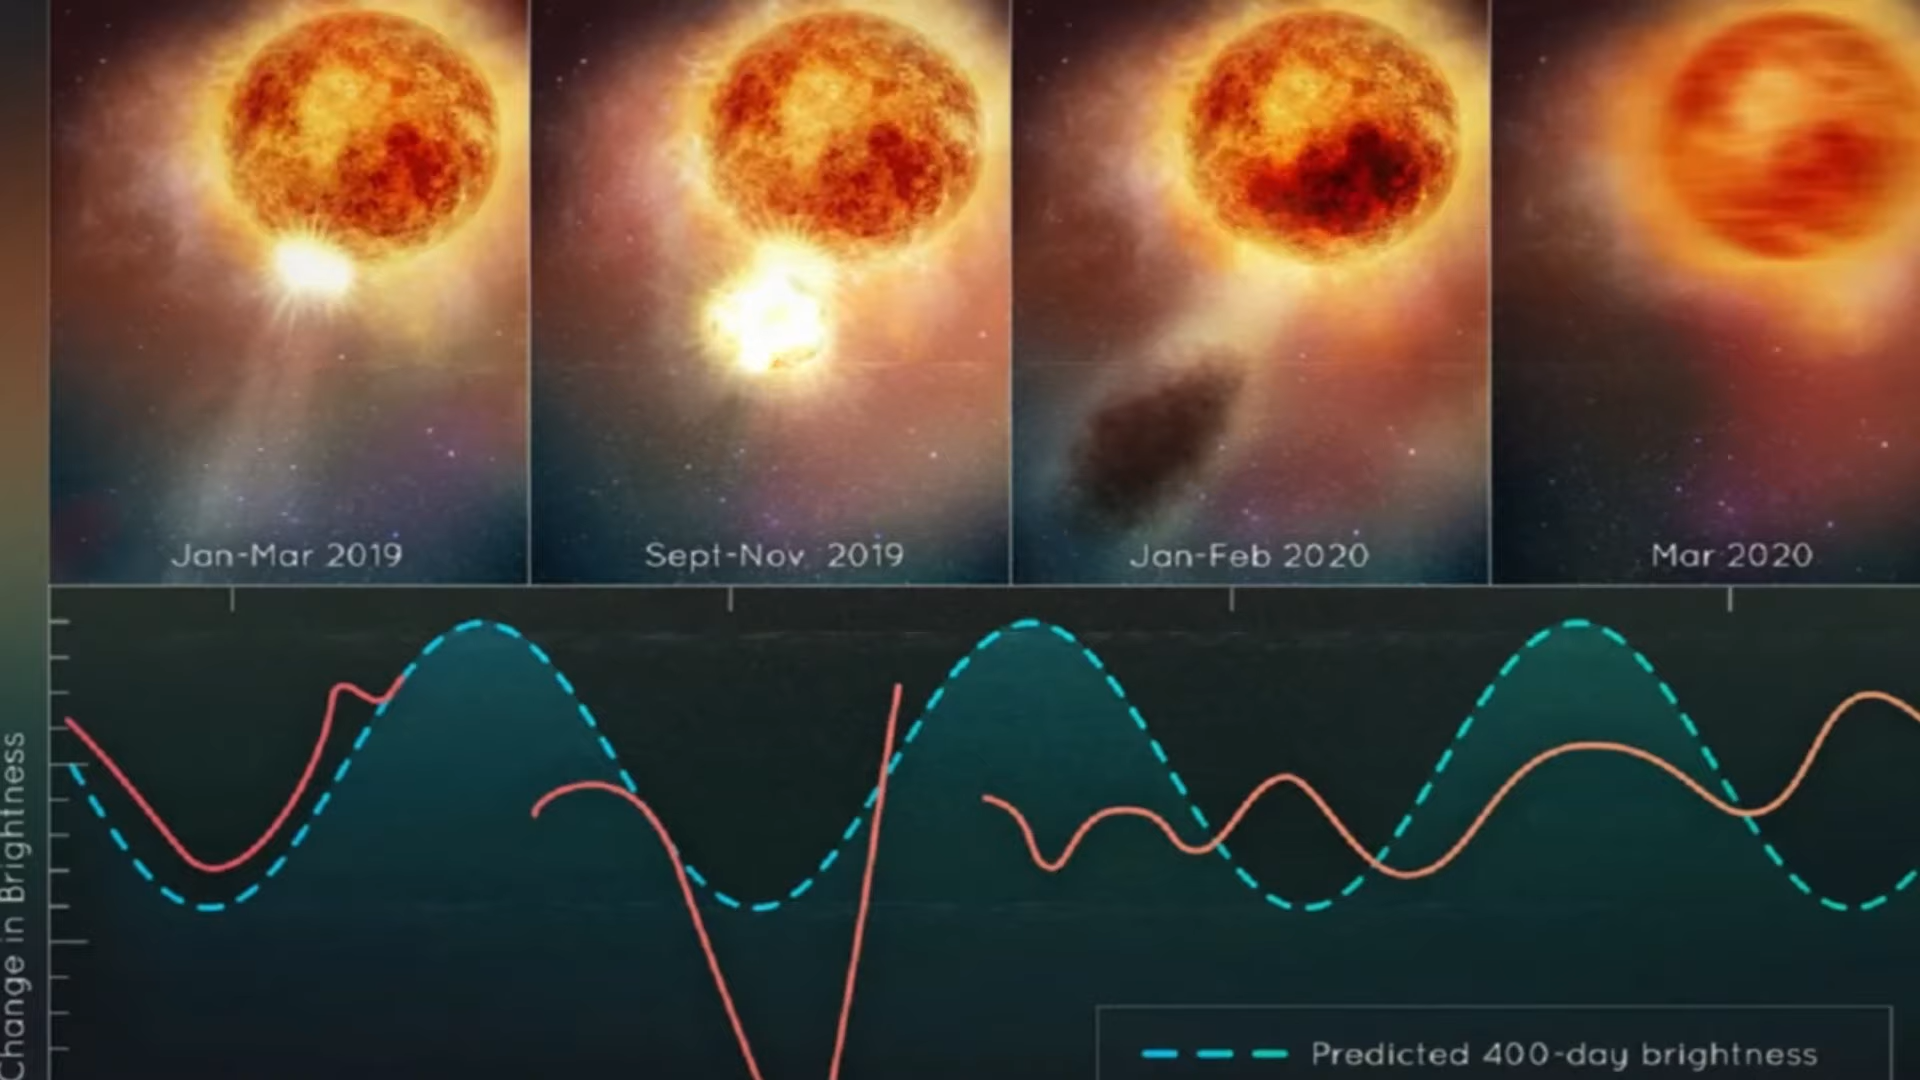 Jan-Mar 2019
Sept-Nov 2019
Jan-Feb 2020
Mar 2020
Change in Brightness
Predicted 400-day brightness